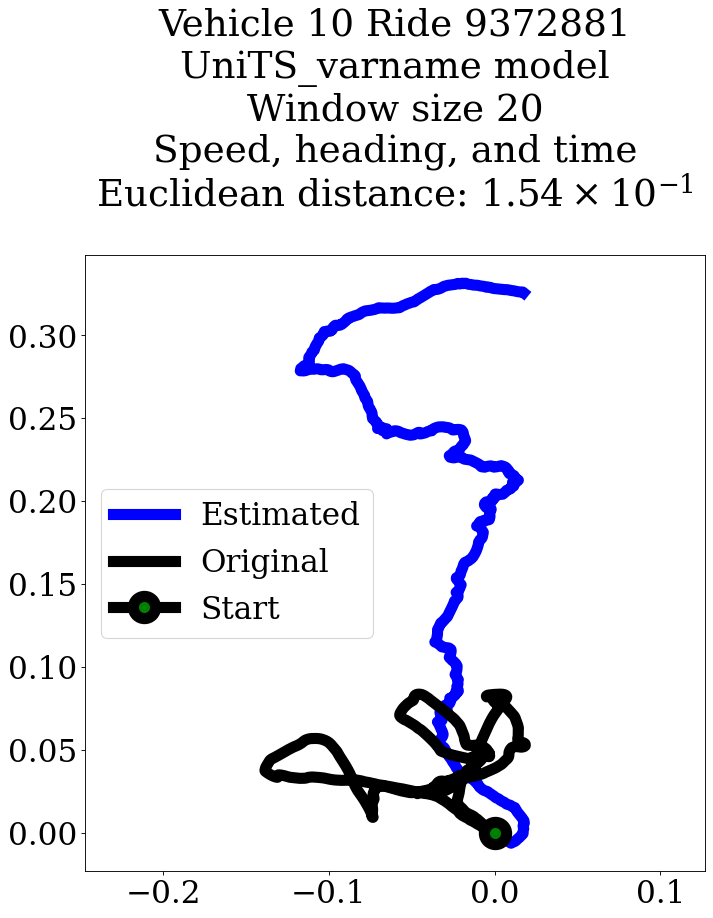 Vehicle 10 Ride 9372881
UniTS_varname model
Window size 20
Speed, heading, and time
Euclidean distance: 1.54 × 10⁻¹
0.30
0.25
0.20
0.15
0.10
0.05
0.00
Estimated
Original
Start
−0.2
−0.1
0.0
0.1